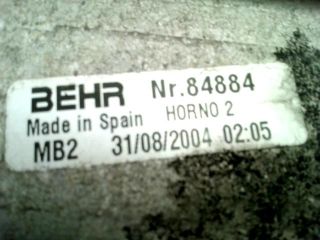 BEHR Nr.84884
Made in Spain HORNO 2
MB2 31/08/2004 02:05